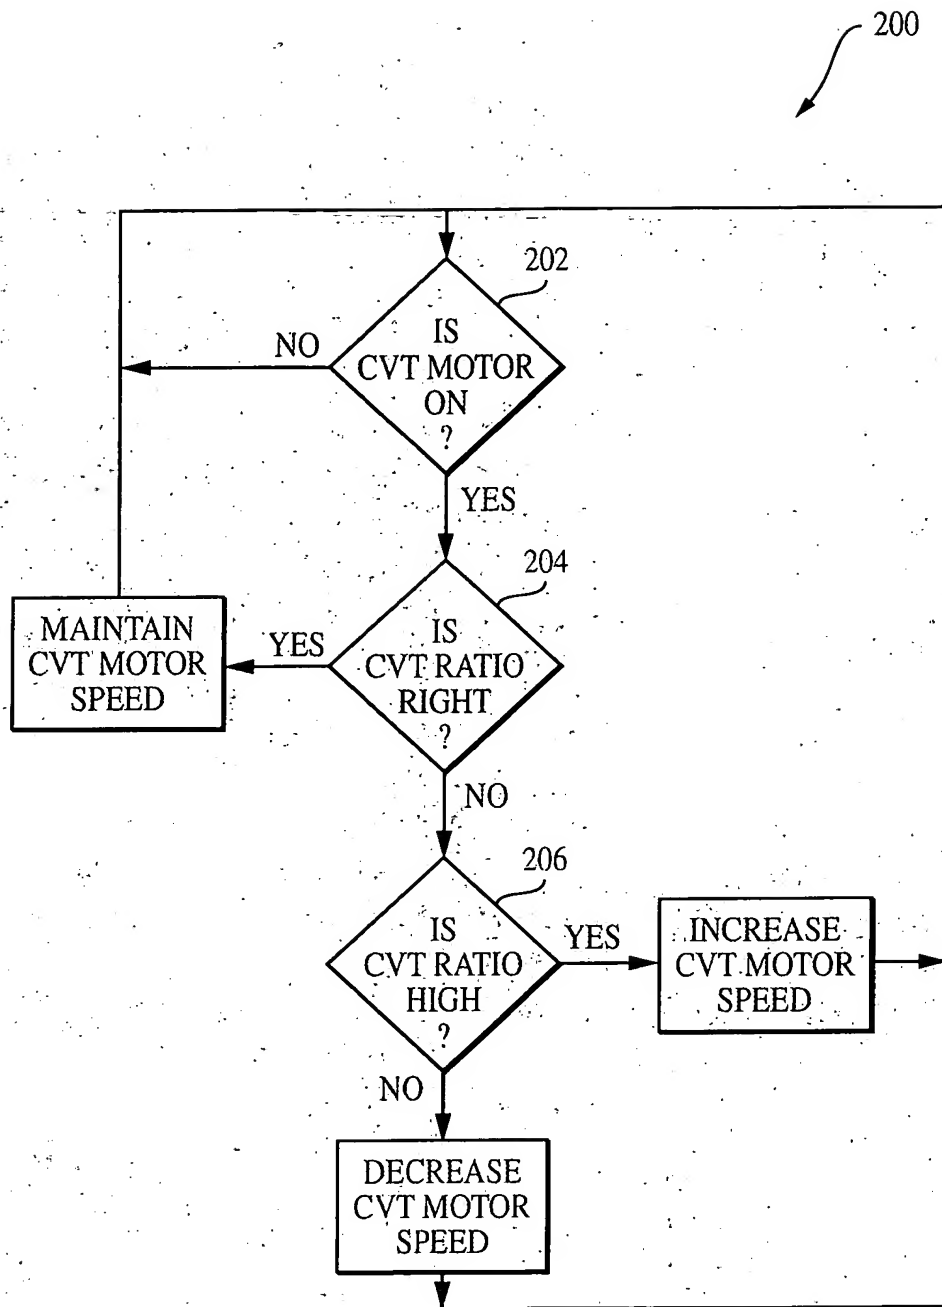 200
202
IS
CVT MOTOR
ON
?
NO
YES
204
IS
CVT RATIO
RIGHT
?
YES
MAINTAIN
CVT MOTOR
SPEED
NO
206
IS
CVT RATIO
HIGH
?
YES
INCREASE
CVT MOTOR
SPEED
NO
DECREASE
CVT MOTOR
SPEED